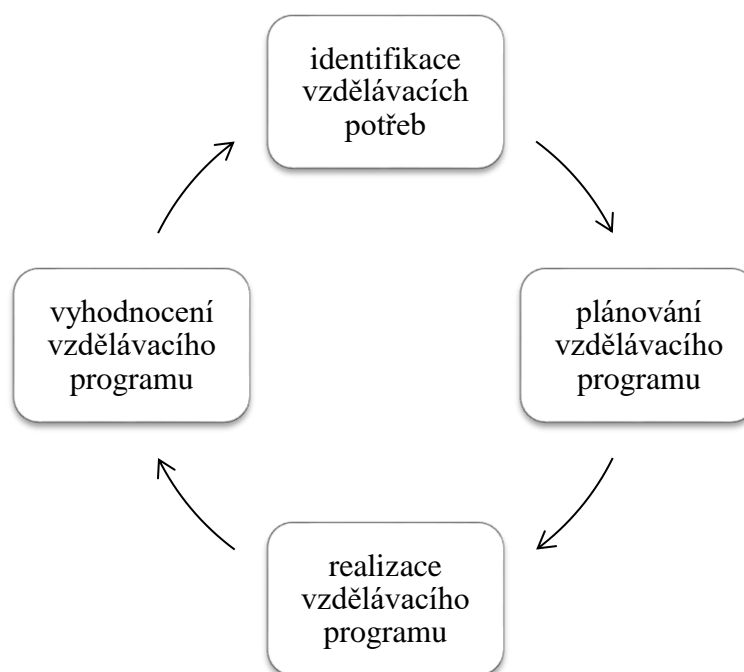 identifikace
vzdělávacích
potřeb
plánování
vzdělávacího
programu
realizace
vzdělávacího
programu
vyhodnocení
vzdělávacího
programu